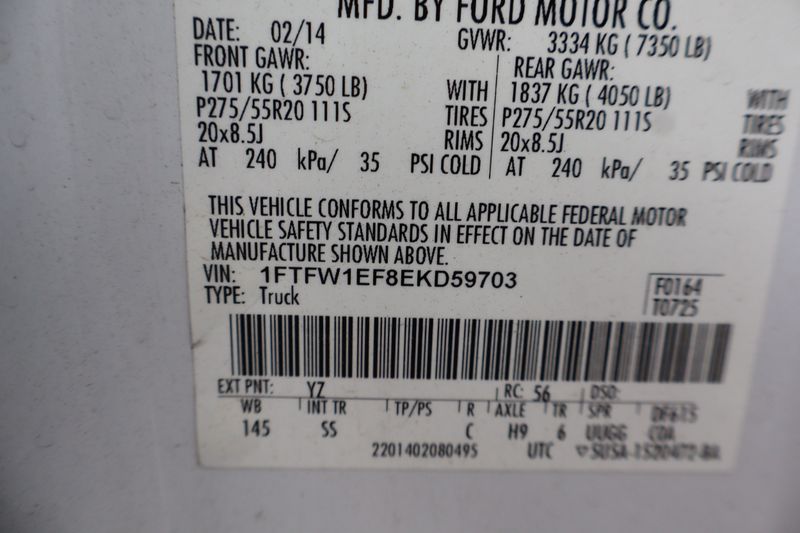 MFD. BY FORD MOTOR CO.
DATE: 02/14 GVWR: 3334 KG ( 7350 LB)
FRONT GAWR: REAR GAWR:
1701 KG ( 3750 LB) WITH 1837 KG ( 4050 LB) WITH
P275/55R20 111S TIRES P275/55R20 111S TIRES
20x8.5J RIMS 20x8.5J RIMS
AT 240 kPa/ 35 PSI COLD AT 240 kPa/ 35 PSI COLD
THIS VEHICLE CONFORMS TO ALL APPLICABLE FEDERAL MOTOR
VEHICLE SAFETY STANDARDS IN EFFECT ON THE DATE OF
MANUFACTURE SHOWN ABOVE.
VIN: 1FTFW1EF8EKD59703
TYPE: Truck
F0164
T0725
EXT PNT: YZ RC: 56 DSO:
WB INT TR TP/PS R AXLE TR SPR DF615
145 SS C H9 6 UUGG CDA
2201402080495 UTC